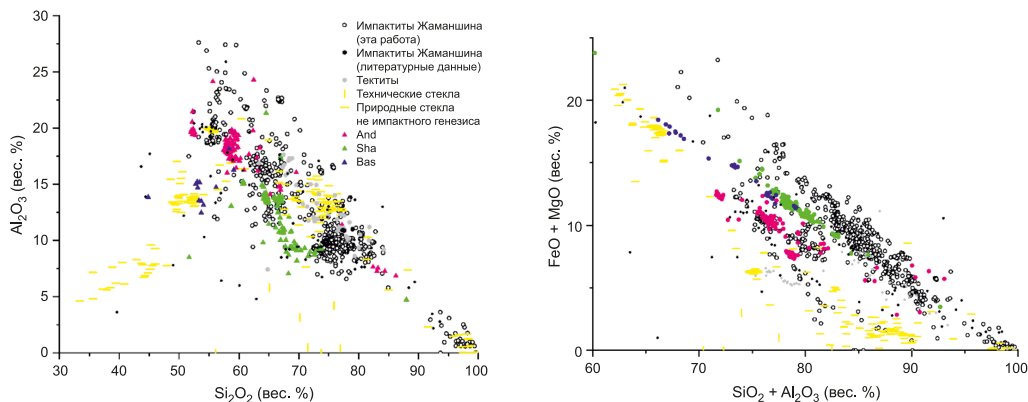 30
25
20
15
10
5
0
Al2O3 (вес. %)
30 40 50 60 70 80 90 100
Si2O2 (вес. %)
Импактиты Жаманшина
(эта работа)
Импактиты Жаманшина
(литературные данные)
Тектиты
Технические стекла
Природные стекла
не импактного генезиса
And
Sha
Bas
20
10
0
FeO + MgO (вес. %)
60 70 80 90 100
SiO2 + Al2O3 (вес. %)